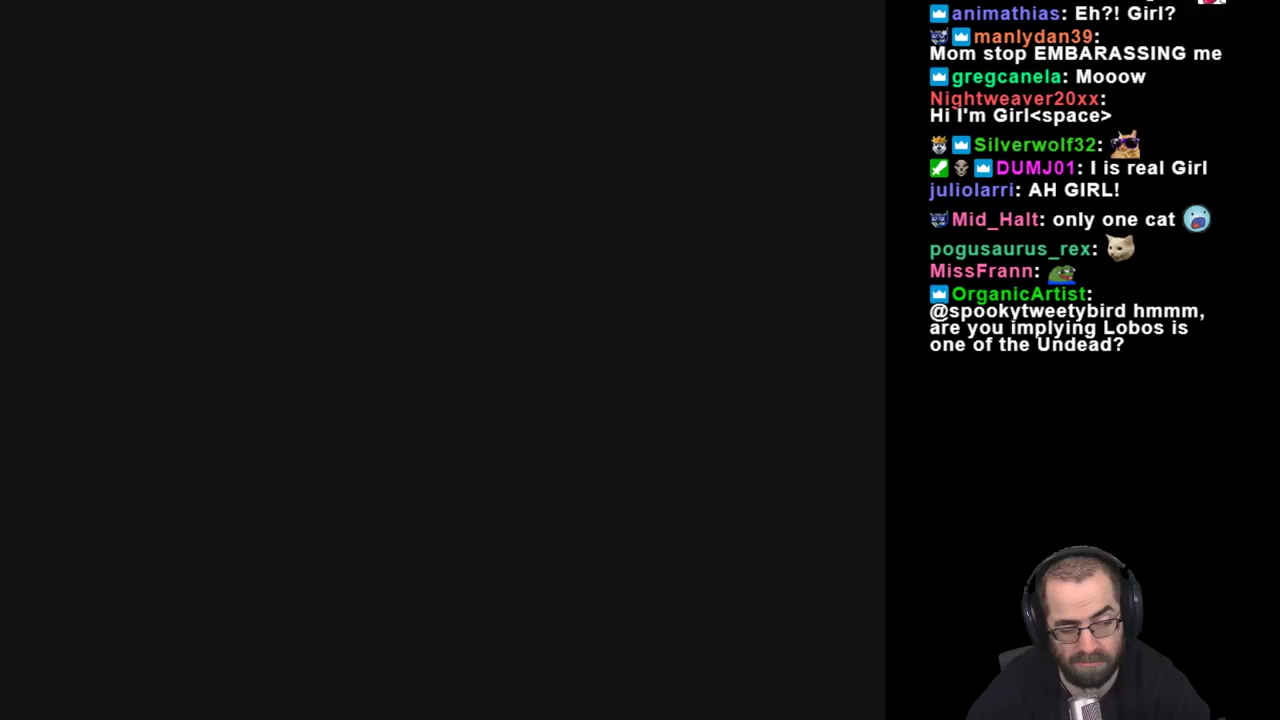 animathias: Eh?! Girl?
manlydan39:
Mom stop EMBARASSING me
gregcanela: Mooow
Nightweaver20xx:
Hi I'm Girl<space>
Silverwolf32:
DUMJ01: I is real Girl
juliolarri: AH GIRL!
Mid_Halt: only one cat
pogusaurus_rex:
MissFrann:
OrganicArtist:
@spookytweetybird hmmm,
are you implying Lobos is
one of the Undead?